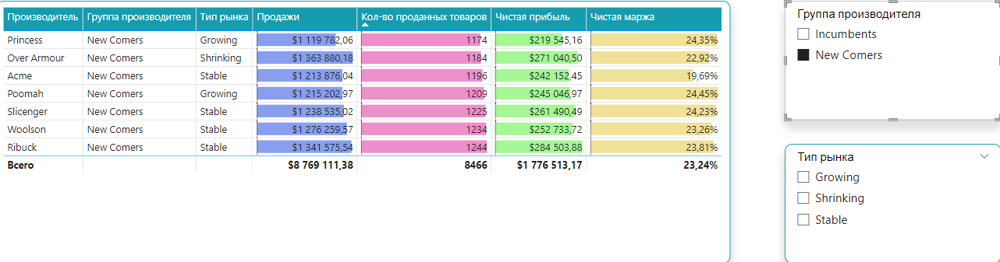 Производитель Группа производителя Тип рынка Продажи Кол-во проданных товаров Чистая прибыль Чистая маржа
Princess New Comers Growing $1 119 782,06 1174 $219 545,16 24,35%
Over Armour New Comers Shrinking $1 363 880,18 1184 $271 040,50 22,92%
Acme New Comers Stable $1 213 876,04 1196 $242 152,45 19,69%
Poomah New Comers Growing $1 215 202,97 1209 $245 046,97 24,45%
Slicenger New Comers Stable $1 238 535,02 1225 $261 490,49 24,23%
Woolson New Comers Stable $1 276 259,57 1234 $252 733,72 23,26%
Ribuck New Comers Stable $1 341 575,54 1244 $284 503,88 23,81%
Всего $8 769 111,38 8466 $1 776 513,17 23,24%
Группа производителя
Incumbents
New Comers
Тип рынка
Growing
Shrinking
Stable